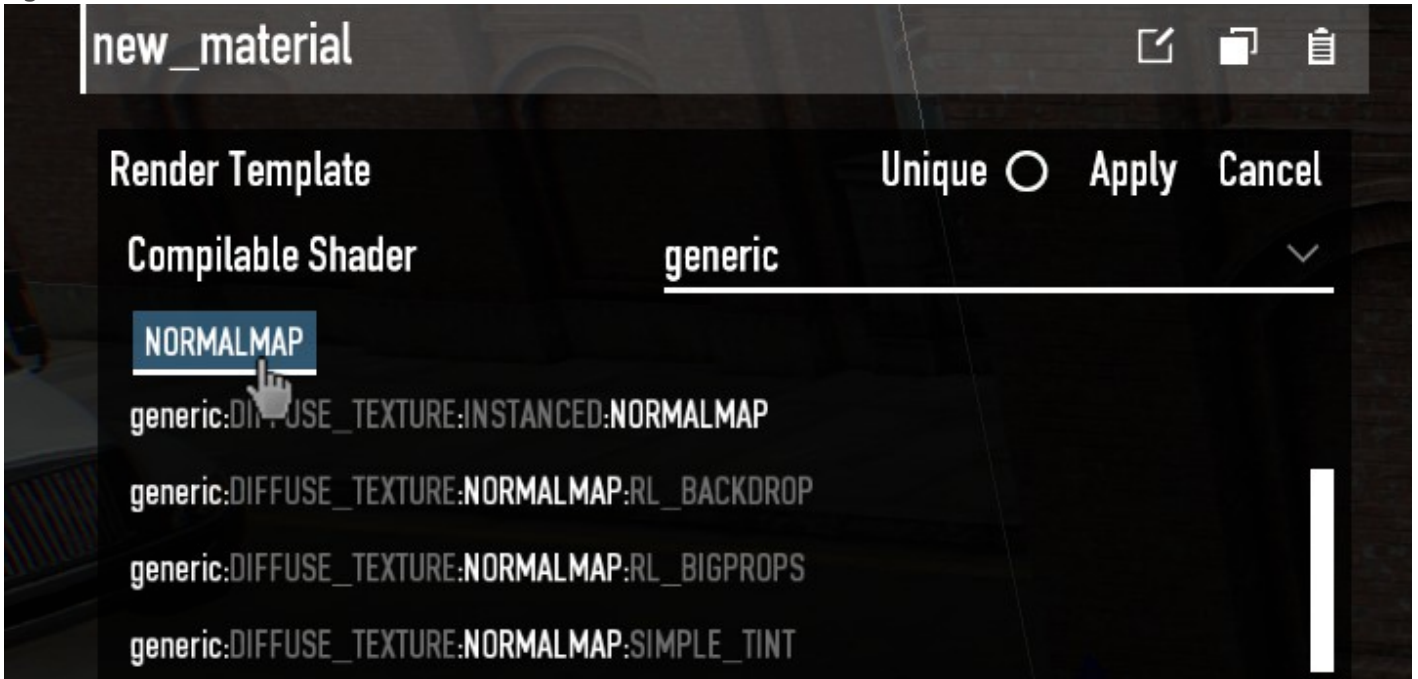 new_material
Render Template Unique Apply Cancel
Compilable Shader generic
NORMALMAP
generic:DIFFUSE_TEXTURE:INSTANCED:NORMALMAP
generic:DIFFUSE_TEXTURE:NORMALMAP:RL_BACKDROP
generic:DIFFUSE_TEXTURE:NORMALMAP:RL_BIGPROPS
generic:DIFFUSE_TEXTURE:NORMALMAP:SIMPLE_TINT